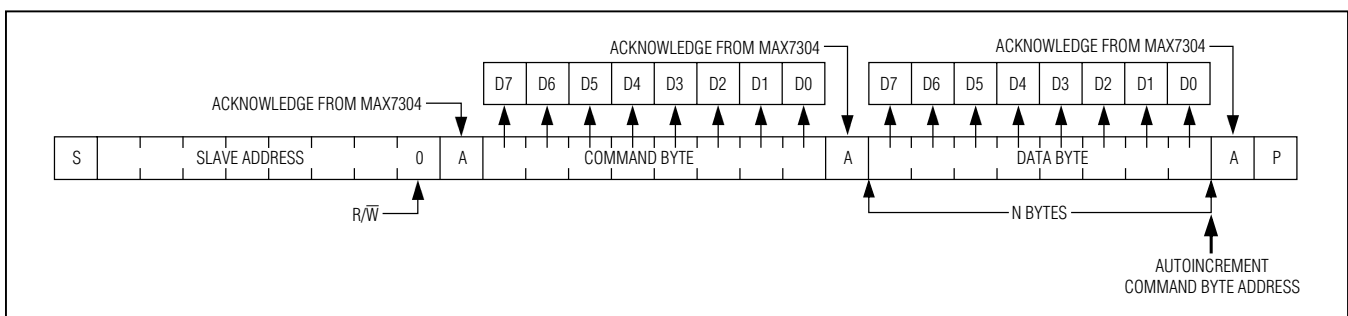 ACKNOWLEDGE FROM MAX7304
ACKNOWLEDGE FROM MAX7304
D7 D6 D5 D4 D3 D2 D1 D0
D7 D6 D5 D4 D3 D2 D1 D0
ACKNOWLEDGE FROM MAX7304
S SLAVE ADDRESS 0 A COMMAND BYTE A DATA BYTE A P
R/W̅
N BYTES
AUTOINCREMENT
COMMAND BYTE ADDRESS